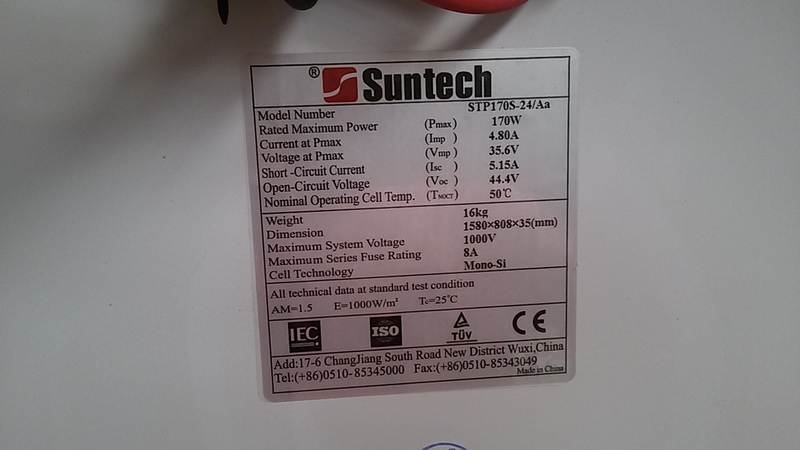 ® Suntech
Model Number STP170S-24/Aa
Rated Maximum Power (Pmax) 170W
Current at Pmax (Imp) 4.80A
Voltage at Pmax (Vmp) 35.6V
Short -Circuit Current (Isc) 5.15A
Open-Circuit Voltage (Voc) 44.4V
Nominal Operating Cell Temp. (TNOCT) 50℃
Weight 16kg
Dimension 1580×808×35(mm)
Maximum System Voltage 1000V
Maximum Series Fuse Rating 8A
Cell Technology Mono-Si
All technical data at standard test condition
AM=1.5 E=1000W/m² Tc=25℃
IEC ISO TÜV CE
Add:17-6 ChangJiang South Road New District Wuxi,China
Tel:(+86)0510-85345000 Fax:(+86)0510-85343049
Made in China